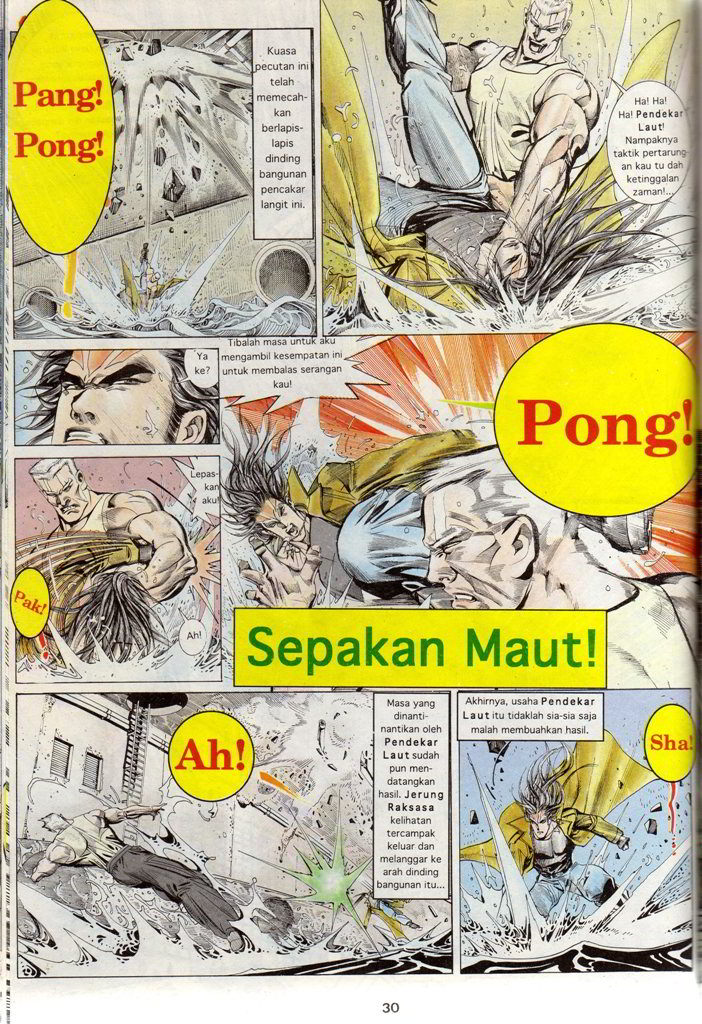 Pang!
Pong!
Kuasa
pecutan ini
telah
memecah-
kan
berlapis-
lapis
dinding
bangunan
pencakar
langit ini.
Ha! Ha!
Ha! Pendekar
Laut!
Nampaknya
taktik pertarung-
an kau tu dah
ketinggalan
zaman!...
Ya
ke?
Tibalah masa untuk aku
mengambil kesempatan ini
untuk membalas serangan
kau!
Pong!
Lepas-
kan
aku!
Pak!
Ah!
Sepakan Maut!
Ah!
Masa yang
dinanti-
nantikan oleh
Pendekar
Laut sudah
pun men-
datangkan
hasil. Jerung
Raksasa
kelihatan
tercampak
keluar dan
melanggar ke
arah dinding
bangunan itu...
Akhirnya, usaha Pendekar
Laut itu tidaklah sia-sia saja
malah membuahkan hasil.
Sha!
30